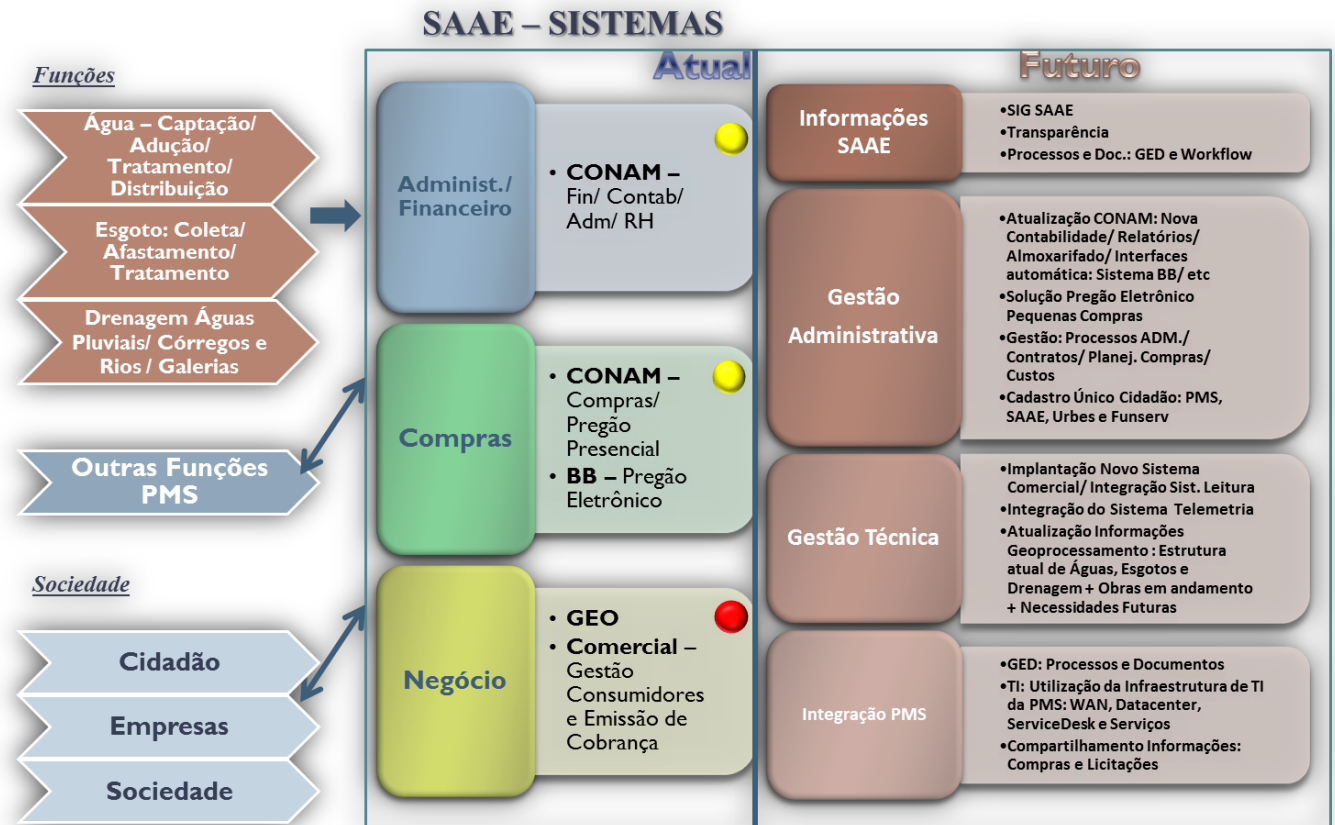 SAAE – SISTEMAS
Funções
Água – Captação/
Adução/
Tratamento/
Distribuição
Esgoto: Coleta/
Afastamento/
Tratamento
Drenagem Águas
Pluviais/ Córregos e
Rios / Galerias
Outras Funções
PMS
Sociedade
Cidadão
Empresas
Sociedade
Atual
Administ./
Financeiro
• CONAM –
Fin/ Contab/
Adm/ RH
Compras
• CONAM –
Compras/
Pregão
Presencial
• BB – Pregão
Eletrônico
Negócio
• GEO
• Comercial –
Gestão
Consumidores
e Emissão de
Cobrança
Futuro
Informações
SAAE
•SIG SAAE
•Transparência
•Processos e Doc.: GED e Workflow
Gestão
Administrativa
•Atualização CONAM: Nova
Contabilidade/ Relatórios/
Almoxarifado/ Interfaces
automática: Sistema BB/ etc
•Solução Pregão Eletrônico
Pequenas Compras
•Gestão: Processos ADM./
Contratos/ Planej. Compras/
Custos
•Cadastro Único Cidadão: PMS,
SAAE, Urbes e Funserv
Gestão Técnica
•Implantação Novo Sistema
Comercial/ Integração Sist. Leitura
•Integração do Sistema Telemetria
•Atualização Informações
Geoprocessamento : Estrutura
atual de Águas, Esgotos e
Drenagem + Obras em andamento
+ Necessidades Futuras
Integração PMS
•GED: Processos e Documentos
•TI: Utilização da Infraestrutura de TI
da PMS: WAN, Datacenter,
ServiceDesk e Serviços
•Compartilhamento Informações:
Compras e Licitações